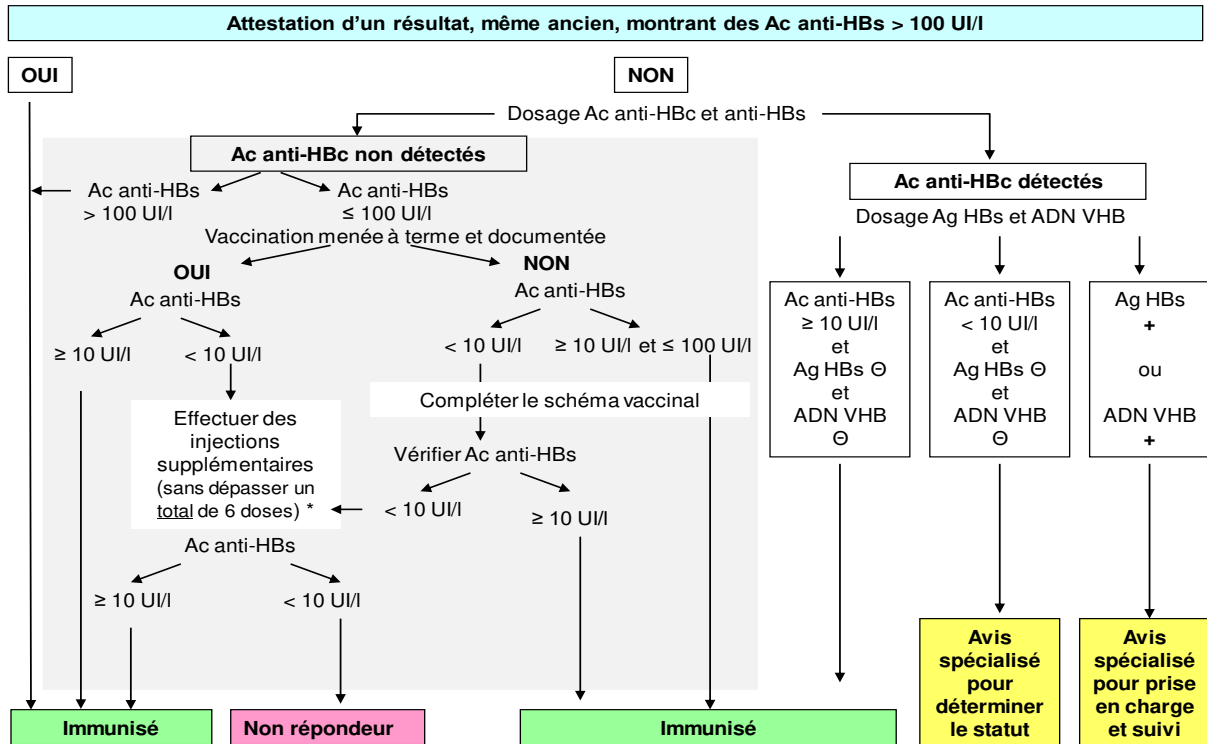 Attestation d'un résultat, même ancien, montrant des Ac anti-HBs > 100 UI/l
OUI
NON
Dosage Ac anti-HBc et anti-HBs
Ac anti-HBc non détectés
Ac anti-HBs
> 100 UI/l
Ac anti-HBs
≤ 100 UI/l
Vaccination menée à terme et documentée
OUI
Ac anti-HBs
≥ 10 UI/l
< 10 UI/l
Effectuer des
injections
supplémentaires
(sans dépasser un
total de 6 doses) *
Ac anti-HBs
≥ 10 UI/l
< 10 UI/l
NON
Ac anti-HBs
< 10 UI/l
≥ 10 UI/l et ≤ 100 UI/l
Compléter le schéma vaccinal
Vérifier Ac anti-HBs
< 10 UI/l
≥ 10 UI/l
Ac anti-HBc détectés
Dosage Ag HBs et ADN VHB
Ac anti-HBs
≥ 10 UI/l
et
Ag HBs Θ
et
ADN VHB
Θ
Ac anti-HBs
< 10 UI/l
et
Ag HBs Θ
et
ADN VHB
Θ
Ag HBs
+
ou
ADN VHB
+
Immunisé
Non répondeur
Immunisé
Avis
spécialisé
pour
déterminer
le statut
Avis
spécialisé
pour prise
en charge
et suivi